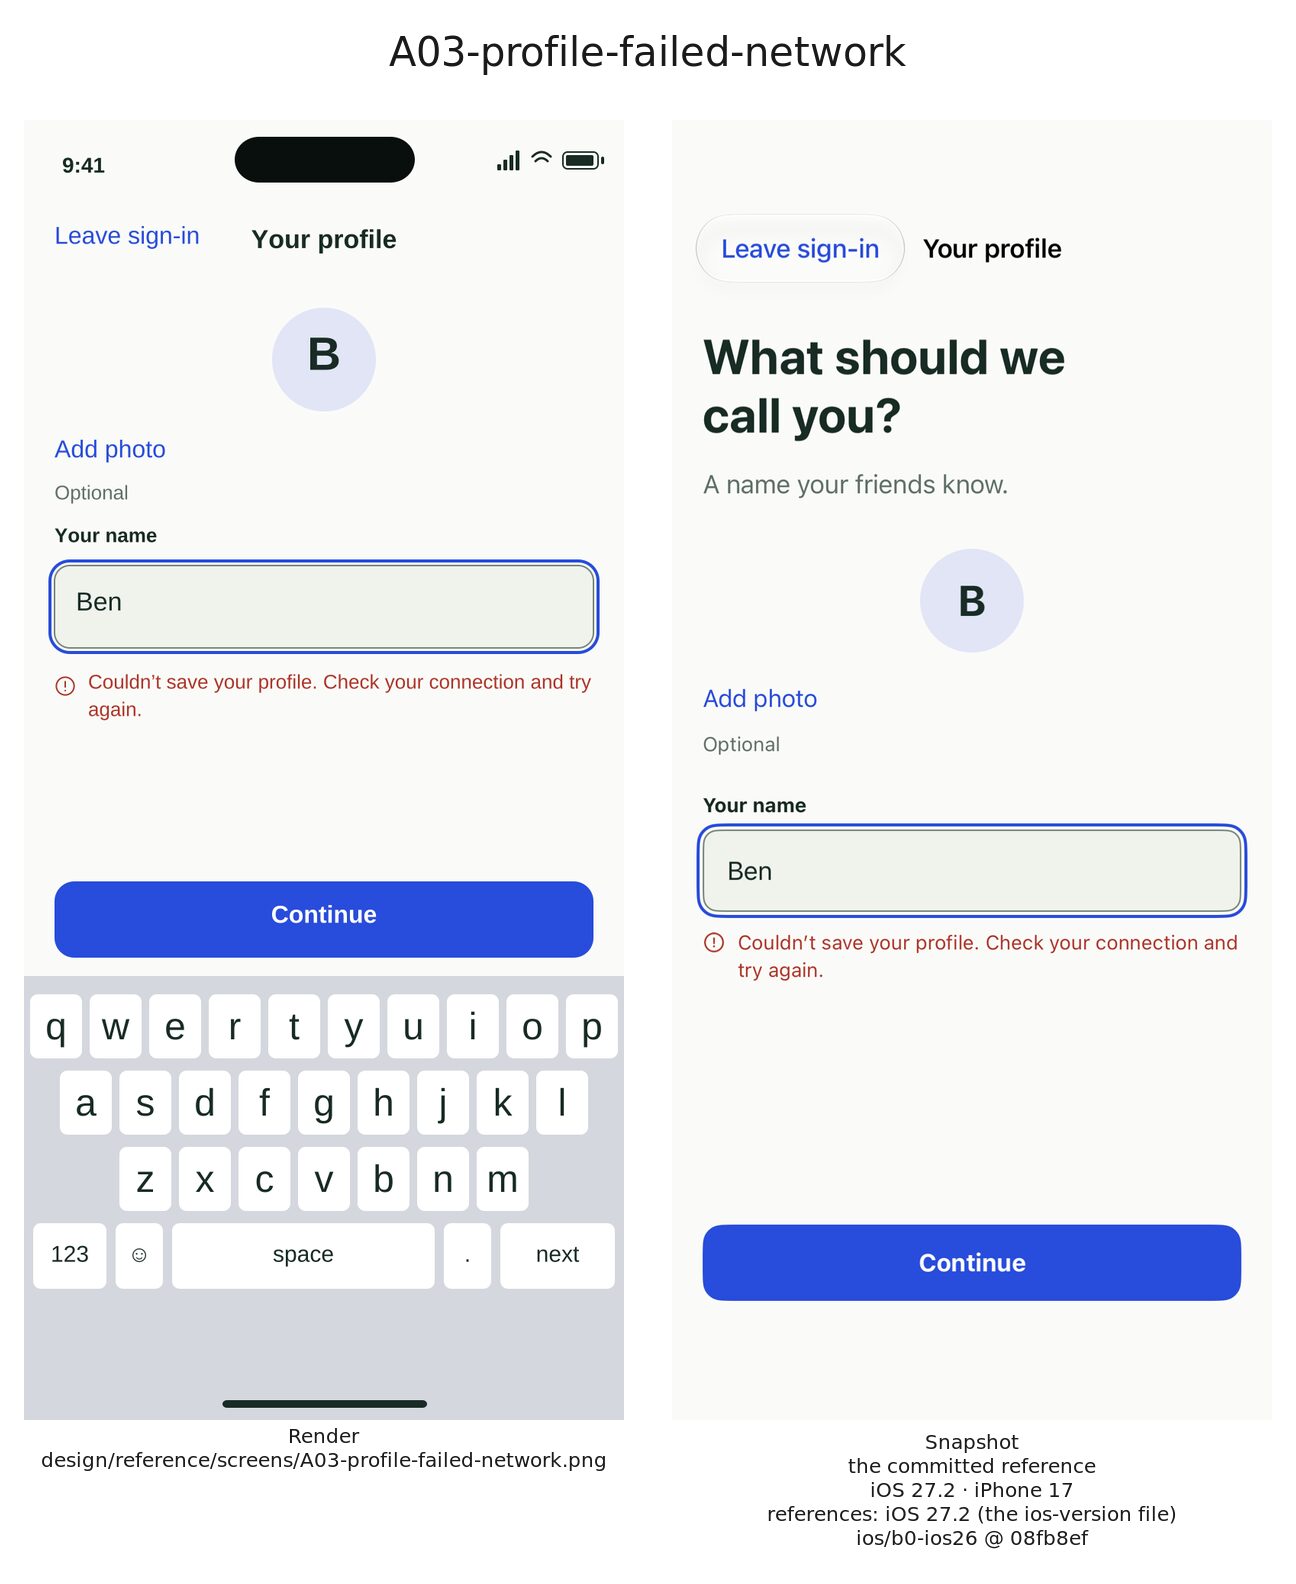 A03-profile-failed-network
9:41
Leave sign-in
Your profile
B
Add photo
Optional
Your name
Ben
Couldn’t save your profile. Check your connection and try
again.
Continue
q w e r t y u i o p
a s d f g h j k l
z x c v b n m
123 ☺ space . next
Render
design/reference/screens/A03-profile-failed-network.png
Leave sign-in
Your profile
What should we
call you?
A name your friends know.
B
Add photo
Optional
Your name
Ben
Couldn’t save your profile. Check your connection and
try again.
Continue
Snapshot
the committed reference
iOS 27.2 · iPhone 17
references: iOS 27.2 (the ios-version file)
ios/b0-ios26 @ 08fb8ef